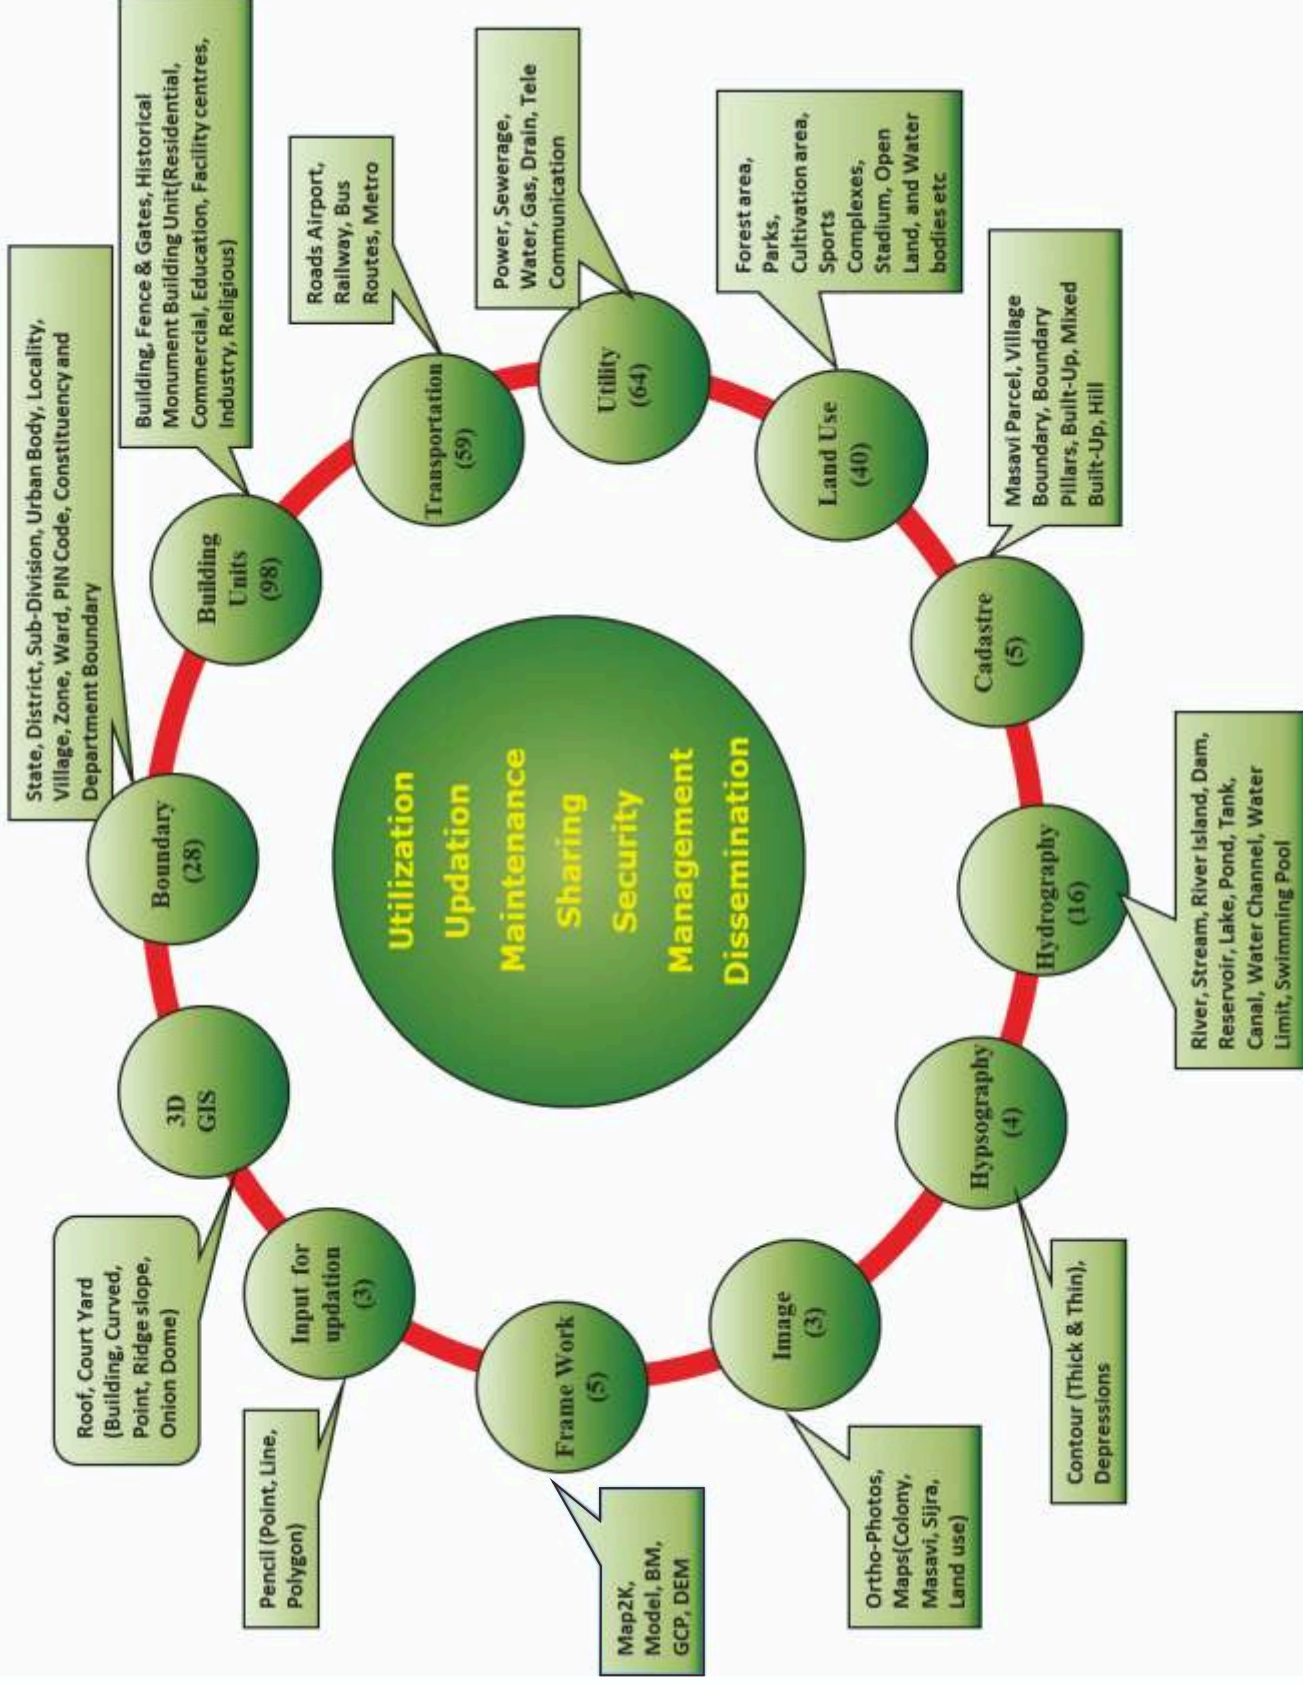 Utilization
Updation
Maintenance
Sharing
Security
Management
Dissemination
Boundary
(28)
State, District, Sub-Division, Urban Body, Locality,
Village, Zone, Ward, PIN Code, Constituency and
Department Boundary
Building
Units
(98)
Building, Fence & Gates, Historical
Monument Building Unit(Residential,
Commercial, Education, Facility centres,
Industry, Religious)
Transportation
(59)
Roads Airport,
Railway, Bus
Routes, Metro
Utility
(64)
Power, Sewerage,
Water, Gas, Drain, Tele
Communication
Land Use
(40)
Forest area,
Parks,
Cultivation area,
Sports
Complexes,
Stadium, Open
Land, and Water
bodies etc
Cadastre
(5)
Masavi Parcel, Village
Boundary, Boundary
Pillars, Built-Up, Mixed
Built-Up, Hill
Hydrography
(16)
River, Stream, River Island, Dam,
Reservoir, Lake, Pond, Tank,
Canal, Water Channel, Water
Limit, Swimming Pool
Hypsography
(4)
Contour (Thick & Thin),
Depressions
Image
(3)
Ortho-Photos,
Maps(Colony,
Masavi, Sijra,
Land use)
Frame Work
(5)
Map2K,
Model, BM,
GCP, DEM
Input for
updation
(3)
Pencil (Point, Line,
Polygon)
3D
GIS
Roof, Court Yard
(Building, Curved,
Point, Ridge slope,
Onion Dome)